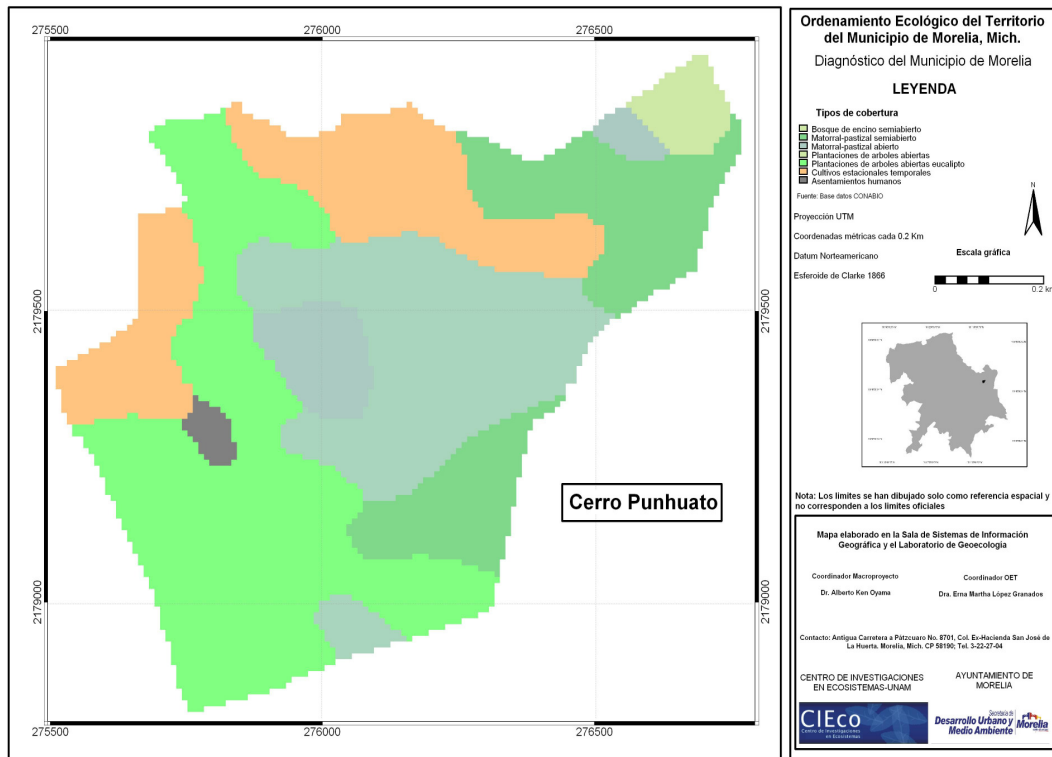 275500
276000
276500
2179500
2179000
2179500
2179000
275500
276000
276500
Cerro Punhuato
Ordenamiento Ecológico del Territorio
del Municipio de Morelia, Mich.
Diagnóstico del Municipio de Morelia
LEYENDA
Tipos de cobertura
Bosque de encino semiabierto
Matorral-pastizal semiabierto
Matorral-pastizal abierto
Plantaciones de arboles abiertas
Plantaciones de arboles abiertas eucalipto
Cultivos estacionales temporales
Asentamientos humanos
Fuente: Base datos CONABIO
Proyección UTM
Coordenadas métricas cada 0.2 Km
Datum Norteamericano
Esferoide de Clarke 1866
N
Escala gráfica
0 0.2 km
Nota: Los limites se han dibujado solo como referencia espacial y
no corresponden a los limites oficiales
Mapa elaborado en la Sala de Sistemas de Información
Geográfica y el Laboratorio de Geoecología
Coordinador Macroproyecto
Coordinador OET
Dr. Alberto Ken Oyama
Dra. Erna Martha López Granados
Contacto: Antigua Carretera a Pátzcuaro No. 8701, Col. Ex-Hacienda San José de
La Huerta. Morelia, Mich. CP 58190; Tel. 3-22-27-04
CENTRO DE INVESTIGACIONES
EN ECOSISTEMAS-UNAM
AYUNTAMIENTO DE
MORELIA
CIEco
Centro de Investigaciones
en Ecosistemas
Secretaría de
Desarrollo Urbano y
Medio Ambiente
Morelia